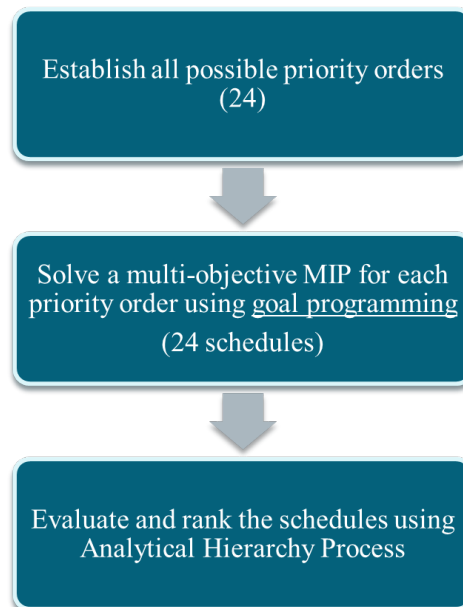 Establish all possible priority orders
(24)
Solve a multi-objective MIP for each
priority order using goal programming
(24 schedules)
Evaluate and rank the schedules using
Analytical Hierarchy Process